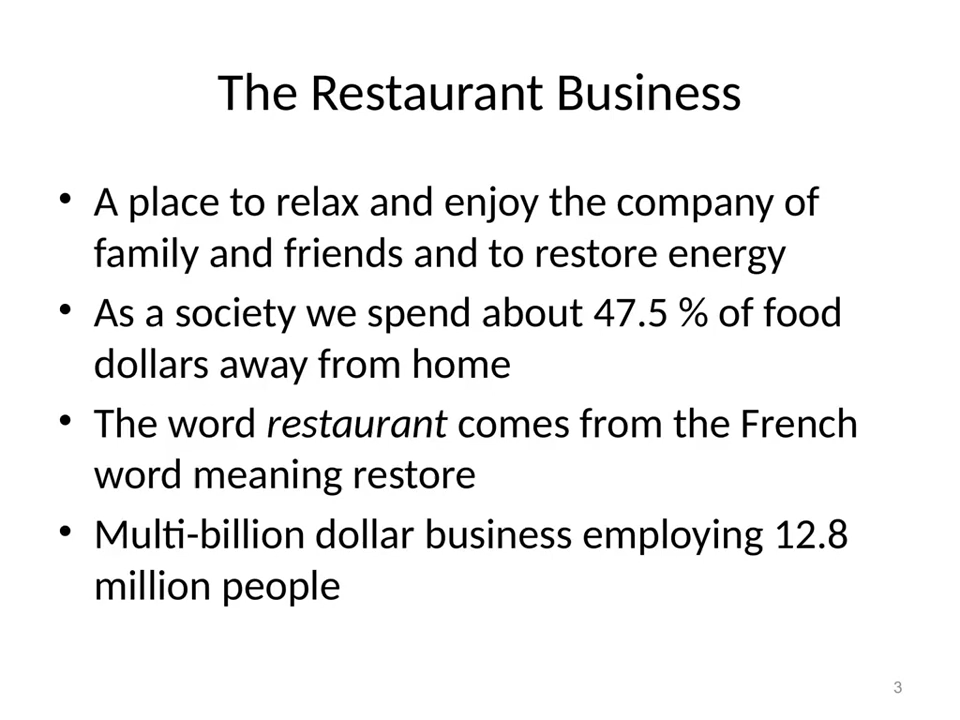 The Restaurant Business
• A place to relax and enjoy the company of
family and friends and to restore energy
• As a society we spend about 47.5 % of food
dollars away from home
• The word restaurant comes from the French
word meaning restore
• Multi-billion dollar business employing 12.8
million people
3